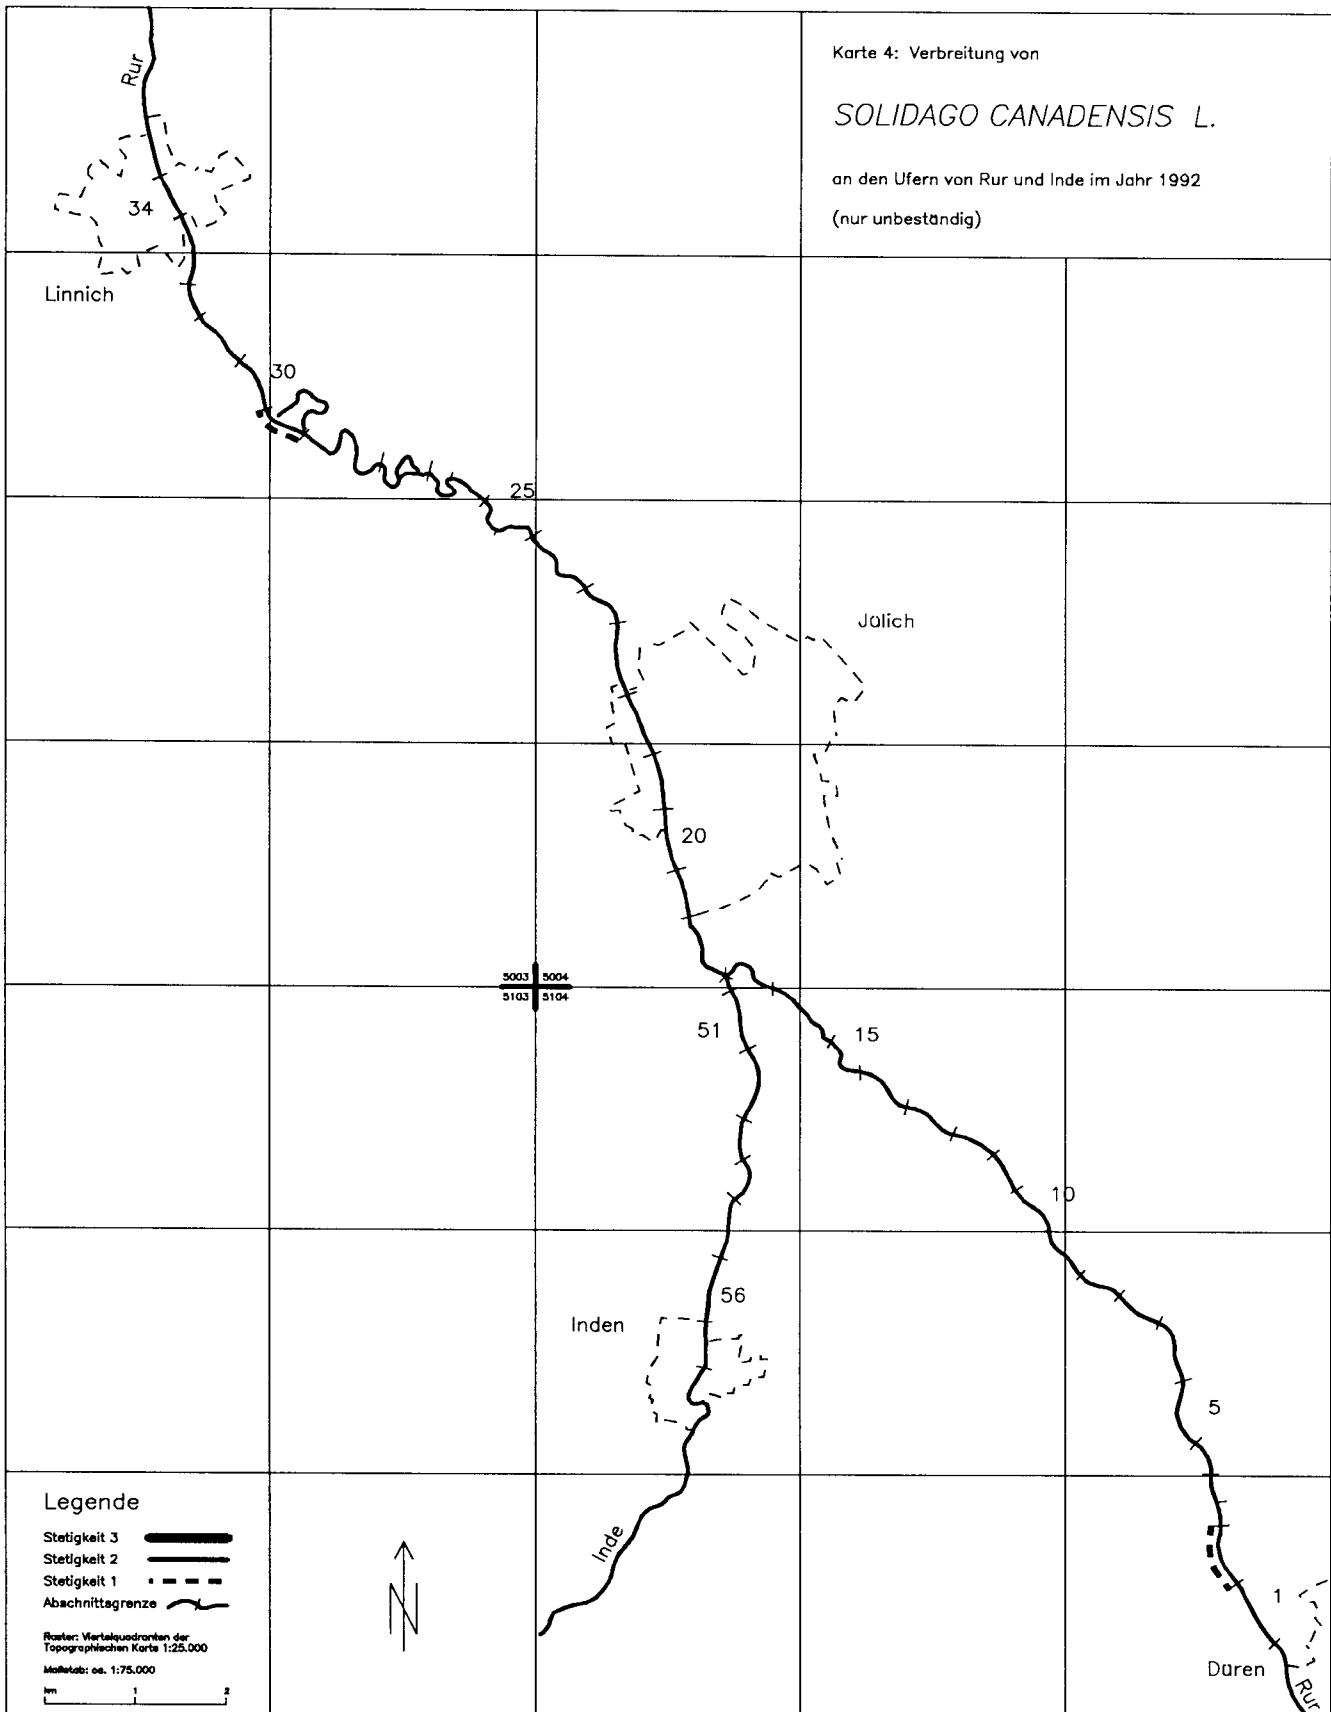 Karte 4: Verbreitung von
SOLIDAGO CANADENSIS L.
an den Ufern von Rur und Inde im Jahr 1992
(nur unbeständig)
Rur
34
Linnich
30
25
Jülich
20
5003 5004
5103 5104
51
15
10
56
Inden
5
Inde
1
Düren
Rur
Legende
Stetigkeit 3
Stetigkeit 2
Stetigkeit 1
Abschnittsgrenze
Raster: Viertelquadranten der
Topographischen Karte 1:25.000
Maßstab: ca. 1:75.000
km 1 2
N